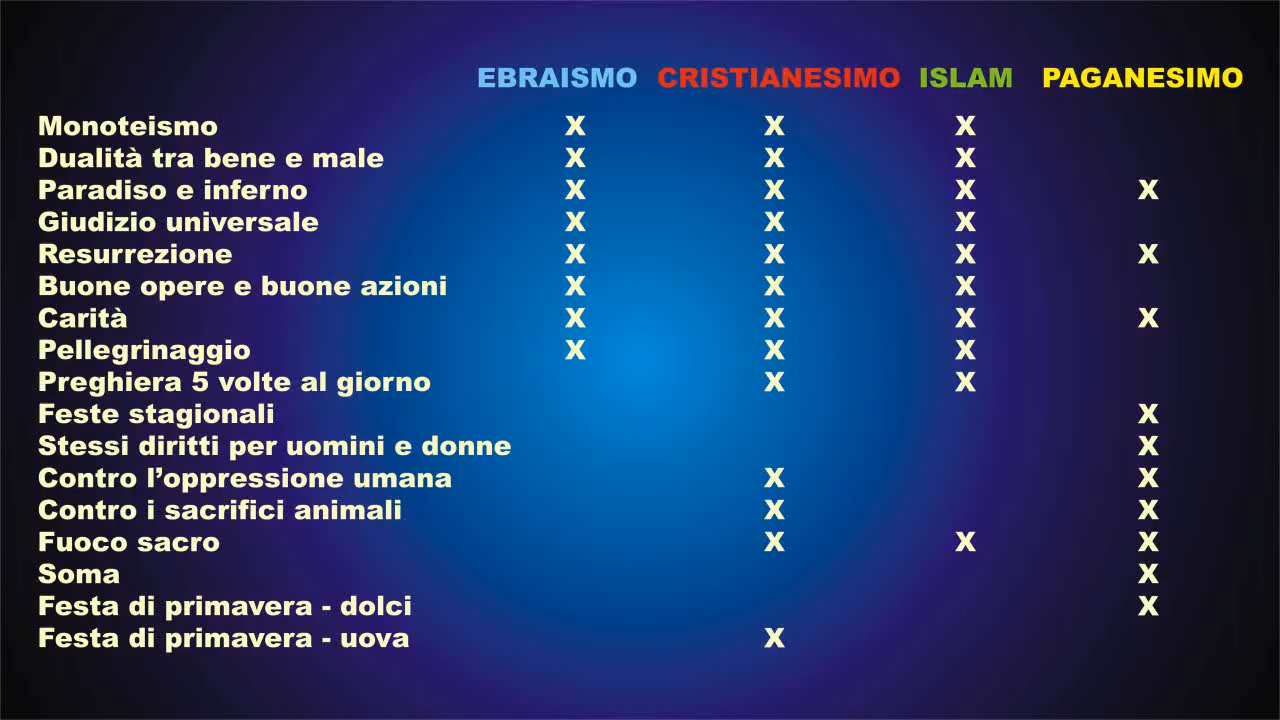 EBRAISMO CRISTIANESIMO ISLAM PAGANESIMO
Monoteismo X X X
Dualità tra bene e male X X X
Paradiso e inferno X X X X
Giudizio universale X X X
Resurrezione X X X X
Buone opere e buone azioni X X X
Carità X X X X
Pellegrinaggio X X X
Preghiera 5 volte al giorno X X
Feste stagionali X
Stessi diritti per uomini e donne X
Contro l’oppressione umana X X
Contro i sacrifici animali X X
Fuoco sacro X X X
Soma X
Festa di primavera - dolci X
Festa di primavera - uova X